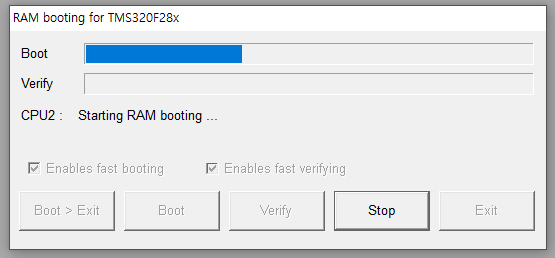 RAM booting for TMS320F28x
Boot
Verify
CPU2 : Starting RAM booting ...
Enables fast booting Enables fast verifying
Boot > Exit Boot Verify Stop Exit